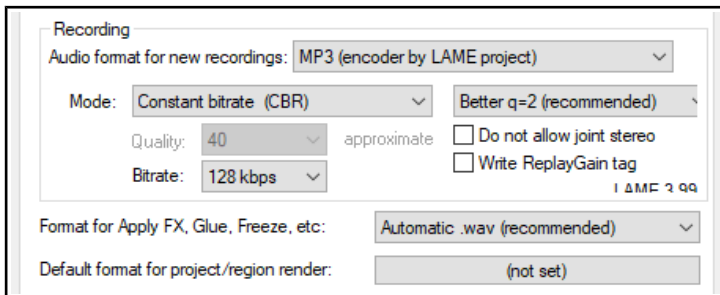 Recording
Audio format for new recordings: MP3 (encoder by LAME project)
Mode: Constant bitrate (CBR) Better q=2 (recommended)
Quality: 40 approximate Do not allow joint stereo
Bitrate: 128 kbps Write ReplayGain tag
LAME 3.99
Format for Apply FX, Glue, Freeze, etc: Automatic .wav (recommended)
Default format for project/region render: (not set)